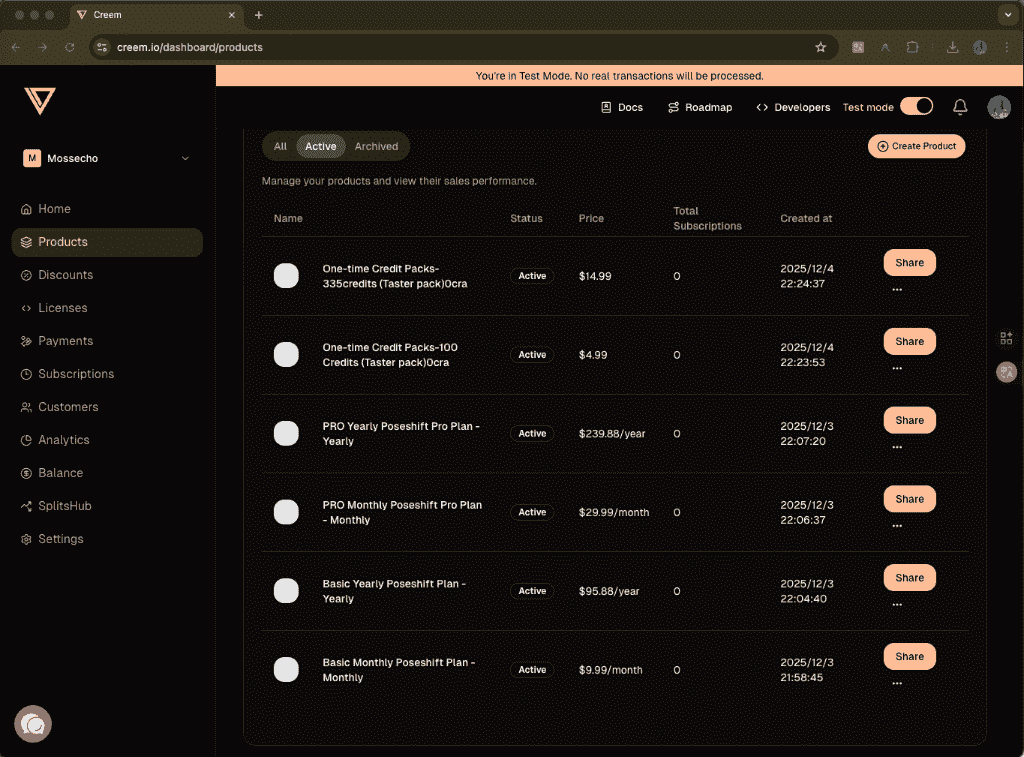 Creem
creem.io/dashboard/products
You're in Test Mode. No real transactions will be processed.
Docs
Roadmap
Developers
Test mode
M
Mossecho
Home
Products
Discounts
Licenses
Payments
Subscriptions
Customers
Analytics
Balance
SplitsHub
Settings
All
Active
Archived
Create Product
Manage your products and view their sales performance.
Name
Status
Price
Total
Subscriptions
Created at
One-time Credit Packs-
335credits (Taster pack)0cra
Active
$14.99
0
2025/12/4
22:24:37
Share
One-time Credit Packs-100
Credits (Taster pack)0cra
Active
$4.99
0
2025/12/4
22:23:53
Share
PRO Yearly Poseshift Pro Plan -
Yearly
Active
$239.88/year
0
2025/12/3
22:07:20
Share
PRO Monthly Poseshift Pro Plan
- Monthly
Active
$29.99/month
0
2025/12/3
22:06:37
Share
Basic Yearly Poseshift Plan -
Yearly
Active
$95.88/year
0
2025/12/3
22:04:40
Share
Basic Monthly Poseshift Plan -
Monthly
Active
$9.99/month
0
2025/12/3
21:58:45
Share